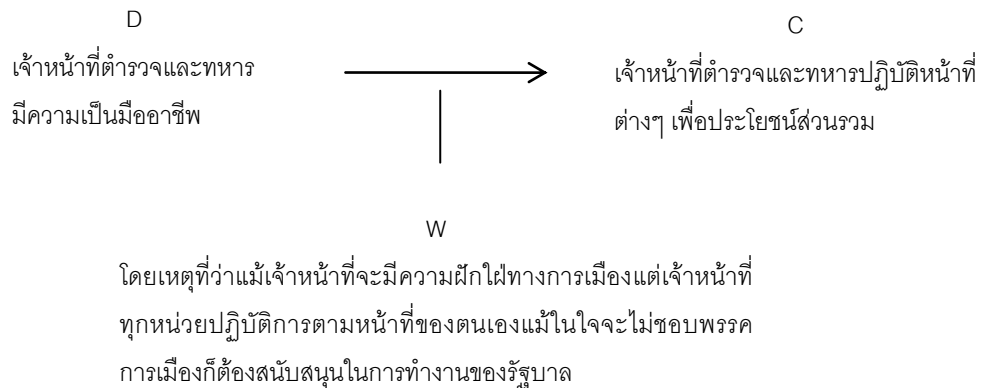 D
เจ้าหน้าที่ตำรวจและทหาร
มีความเป็นมืออาชีพ
C
เจ้าหน้าที่ตำรวจและทหารปฏิบัติหน้าที่
ต่างๆ เพื่อประโยชน์ส่วนรวม
W
โดยเหตุที่ว่าแม้เจ้าหน้าที่จะมีความฝักใฝ่ทางการเมืองแต่เจ้าหน้าที่
ทุกหน่วยปฏิบัติการตามหน้าที่ของตนเองแม้ในใจจะไม่ชอบพรรค
การเมืองก็ต้องสนับสนุนในการทำงานของรัฐบาล